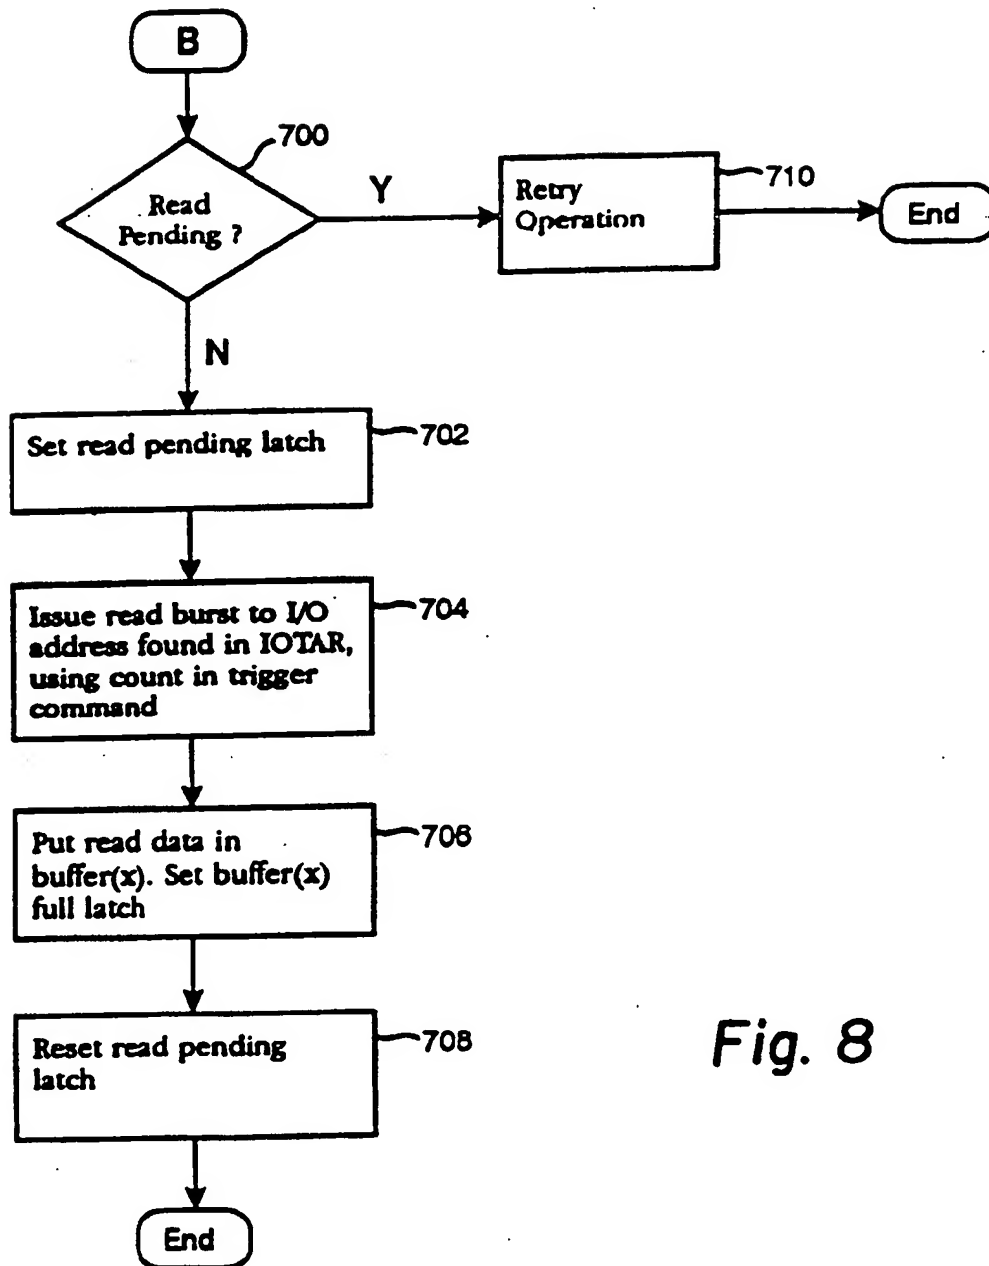 B
700
Read
Pending ?
Y
Retry
Operation
710
End
N
Set read pending latch
702
Issue read burst to I/O
address found in IOTAR,
using count in trigger
command
704
Put read data in
buffer(x). Set buffer(x)
full latch
706
Reset read pending
latch
708
Fig. 8
End